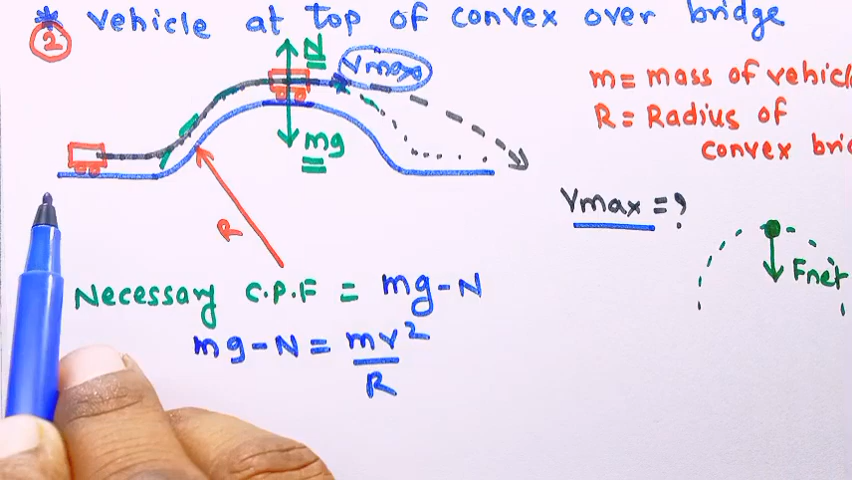 * vehicle at top of convex over bridge
2
N
Vmax
m = mass of vehicle
R = Radius of
convex bri
mg
Vmax = ?
R
Fnet
Necessary C.P.F = mg-N
mg-N = mv²
R